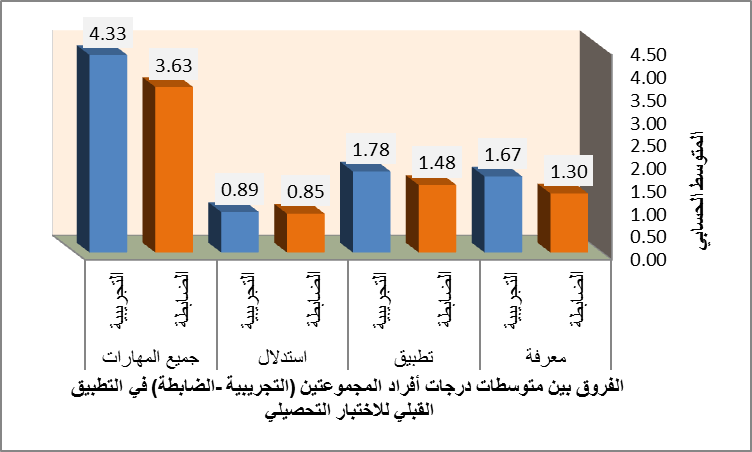 4.33
3.63
0.89
0.85
1.78
1.48
1.67
1.30
4.50
4.00
3.50
3.00
2.50
2.00
1.50
1.00
0.50
0.00
المتوسط الحسابي
الضابطة
التجريبية
الضابطة
التجريبية
الضابطة
التجريبية
الضابطة
التجريبية
معرفة
تطبيق
استدلال
جميع المهارات
الفروق بين متوسطات درجات أفراد المجموعتين (التجريبية -الضابطة) في التطبيق
القبلي للاختبار التحصيلي